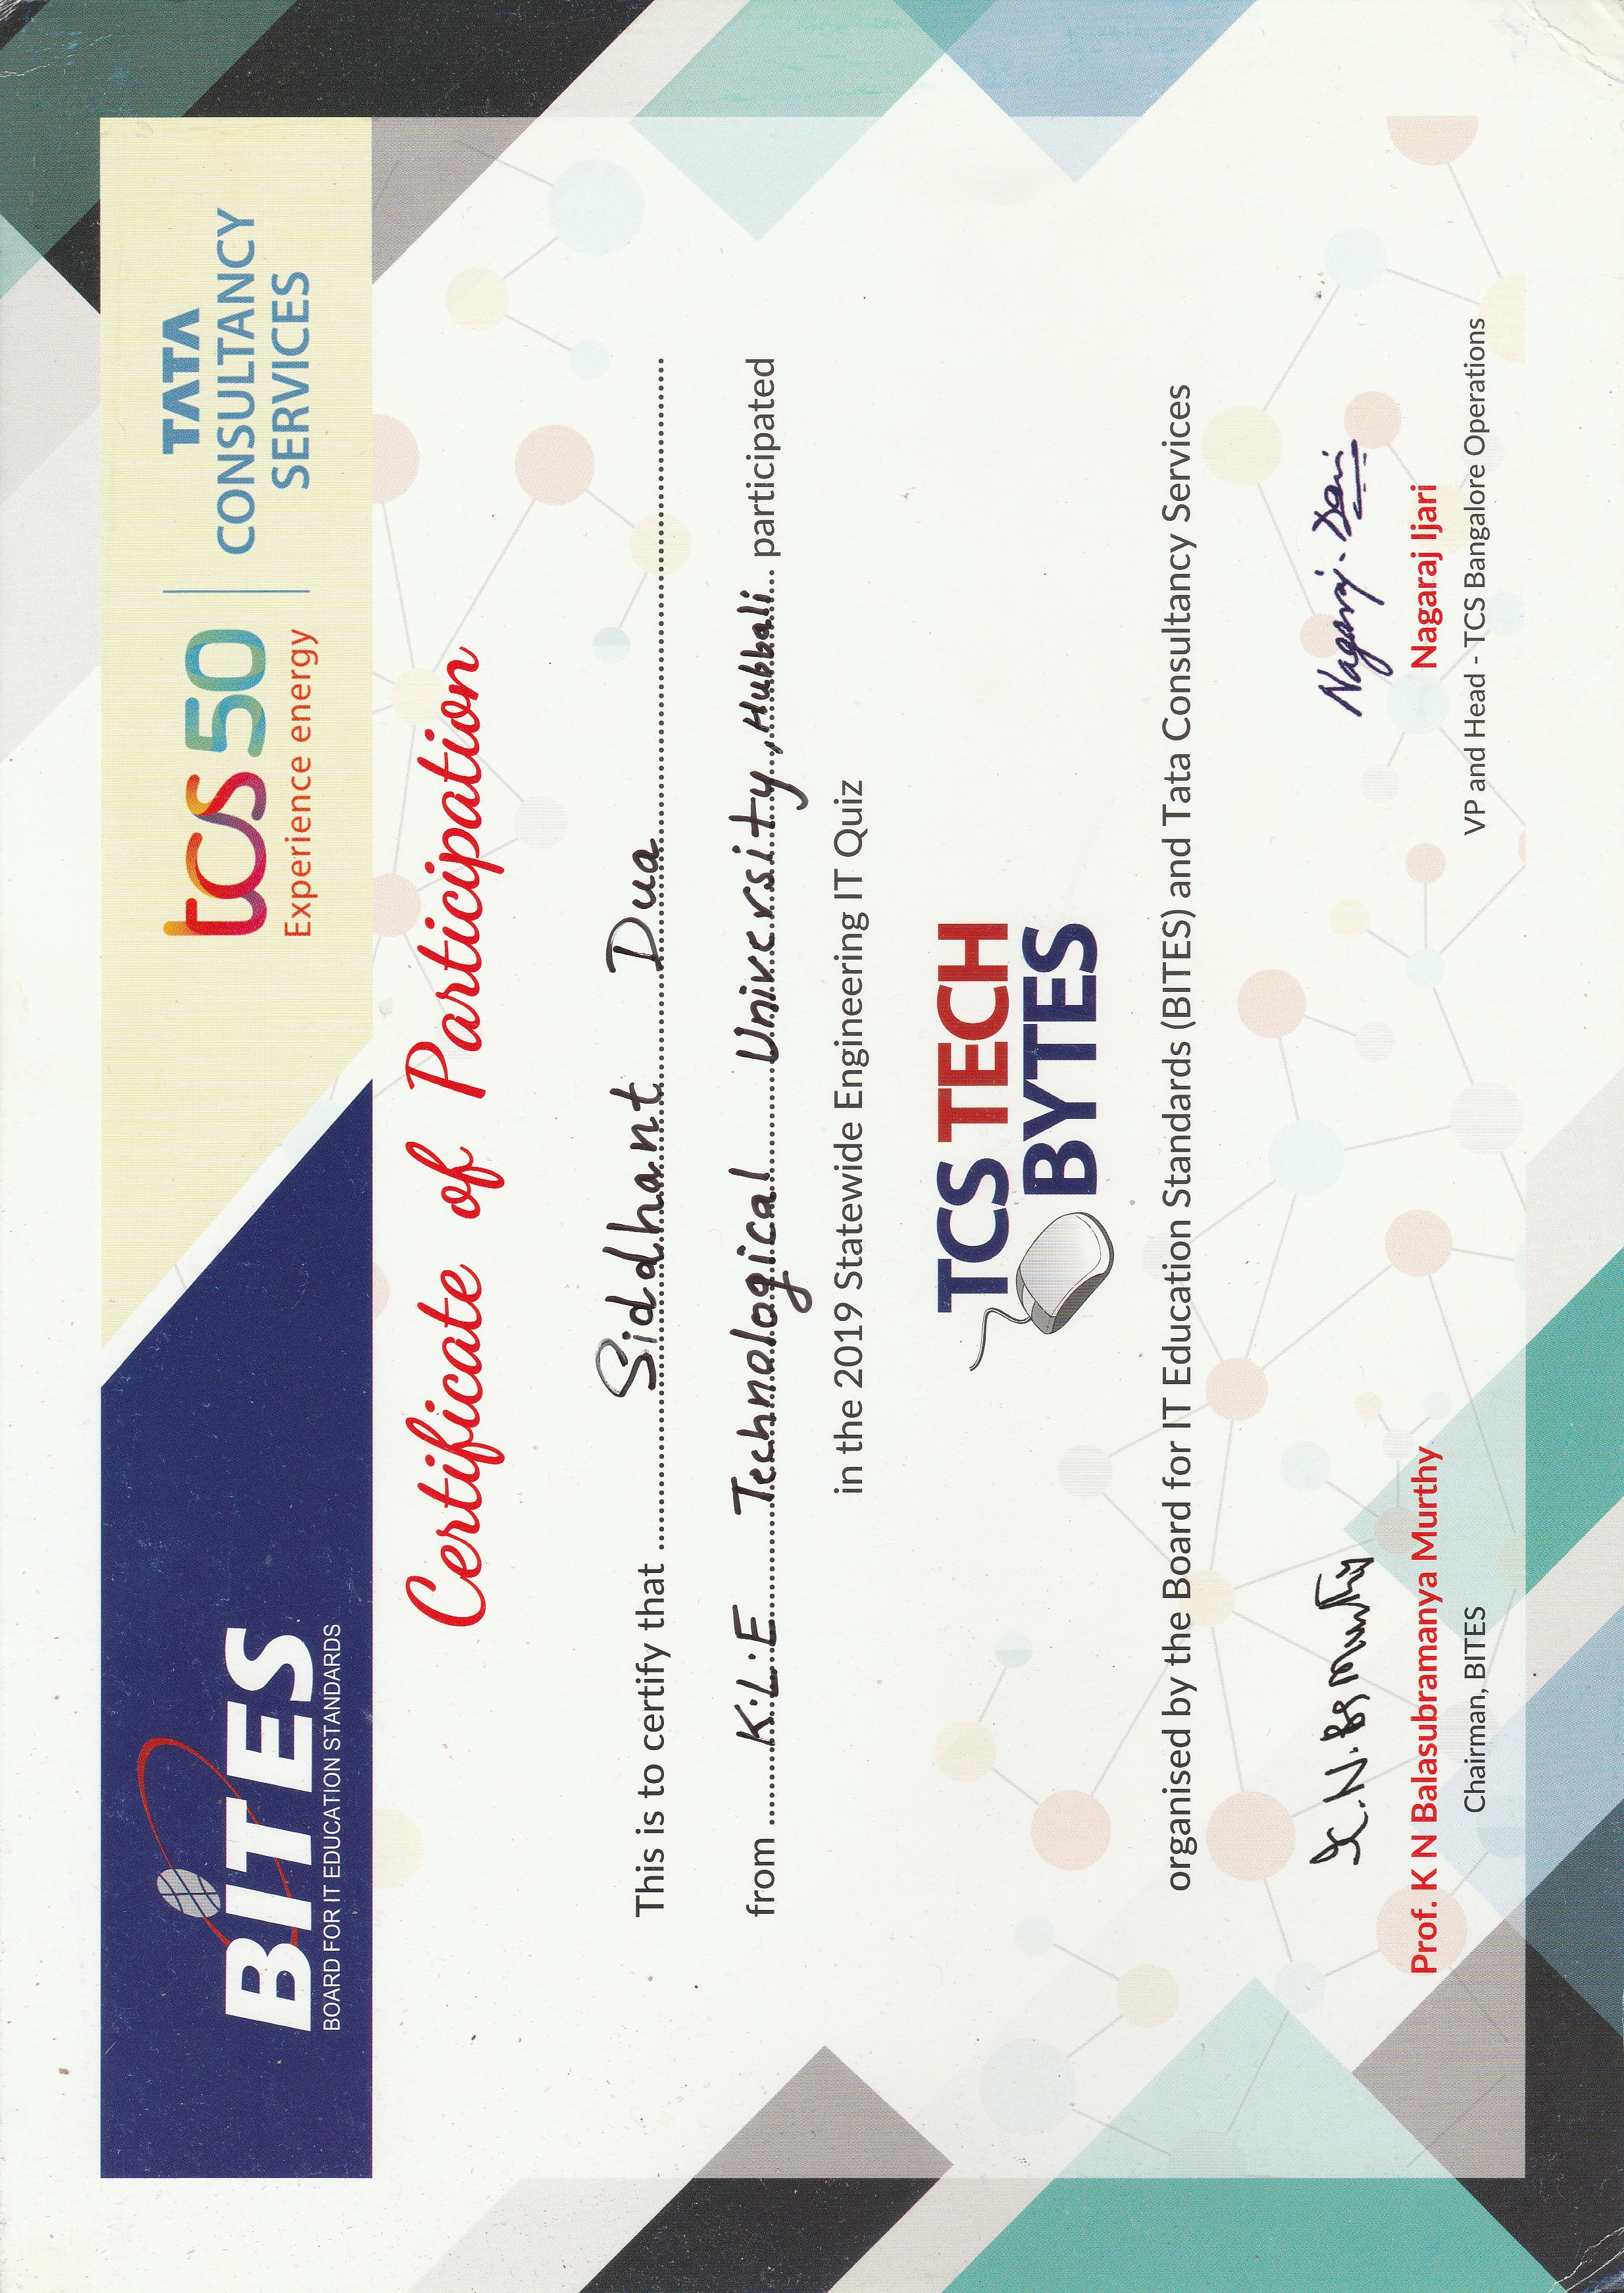 BITES
BOARD FOR IT EDUCATION STANDARDS
tcs 50
Experience energy
TATA
CONSULTANCY
SERVICES
Certificate of Participation
This is to certify that Siddhant Dua
from K.L.E Technological University, Hubbali participated
in the 2019 Statewide Engineering IT Quiz
TCS TECH
BYTES
organised by the Board for IT Education Standards (BITES) and Tata Consultancy Services
K.N. Bs Murthy
Nagaraj.
Prof. K N Balasubramanya Murthy
Chairman, BITES
Nagaraj Ijari
VP and Head - TCS Bangalore Operations